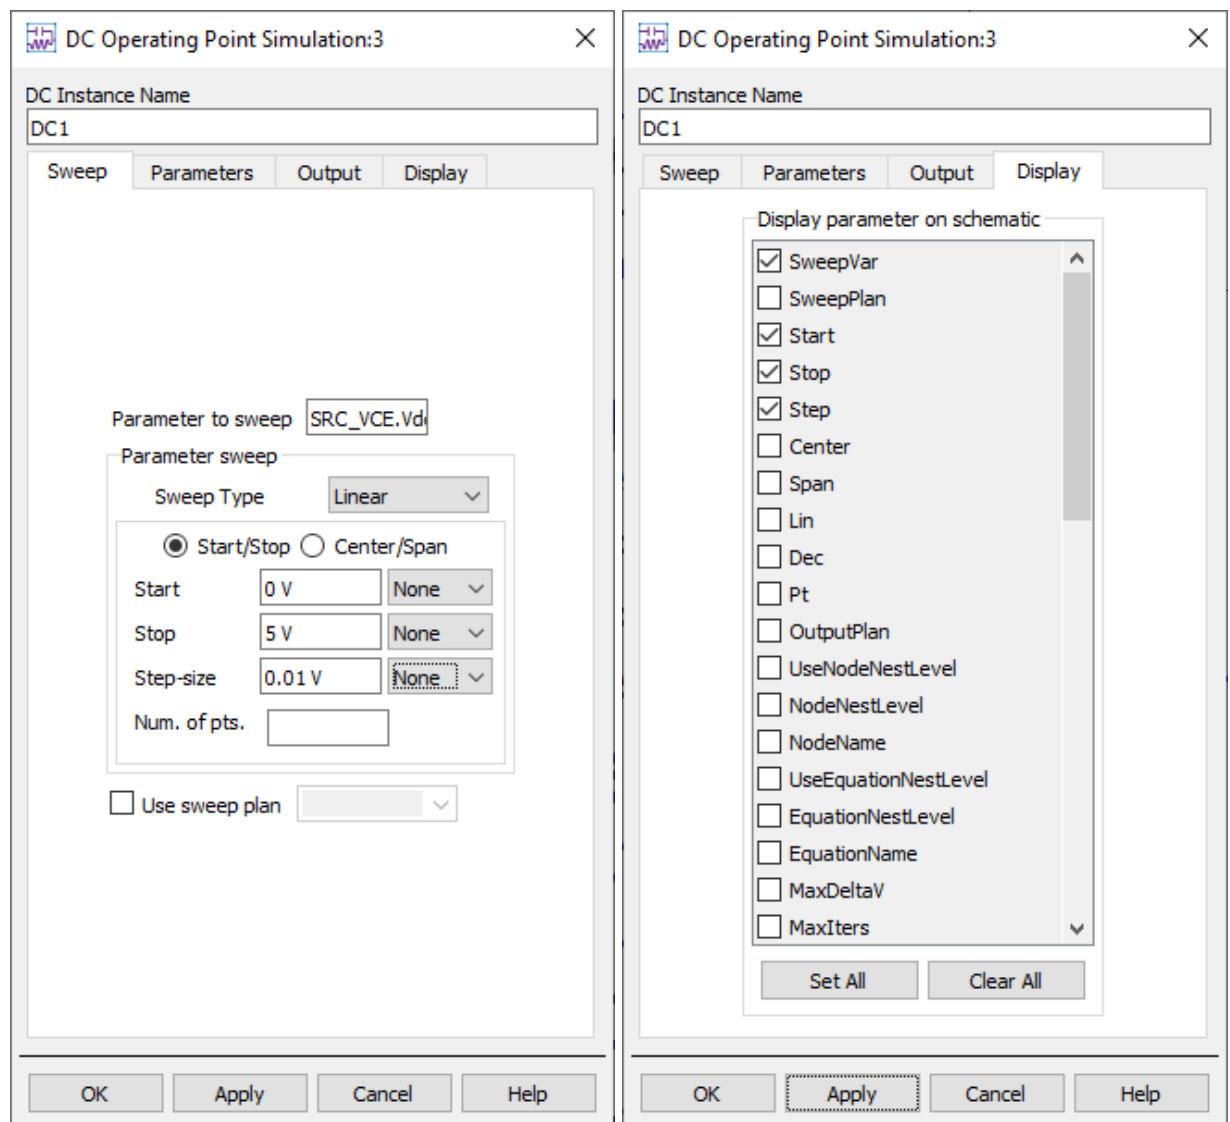 DC Operating Point Simulation:3
DC Instance Name
DC1
Sweep Parameters Output Display
Parameter to sweep SRC_VCE.Vd
Parameter sweep
Sweep Type Linear
Start/Stop Center/Span
Start 0 V None
Stop 5 V None
Step-size 0.01 V None
Num. of pts.
Use sweep plan
OK Apply Cancel Help
DC Operating Point Simulation:3
DC Instance Name
DC1
Sweep Parameters Output Display
Display parameter on schematic
SweepVar
SweepPlan
Start
Stop
Step
Center
Span
Lin
Dec
Pt
OutputPlan
UseNodeNestLevel
NodeNestLevel
NodeName
UseEquationNestLevel
EquationNestLevel
EquationName
MaxDeltaV
MaxIters
Set All Clear All
OK Apply Cancel Help